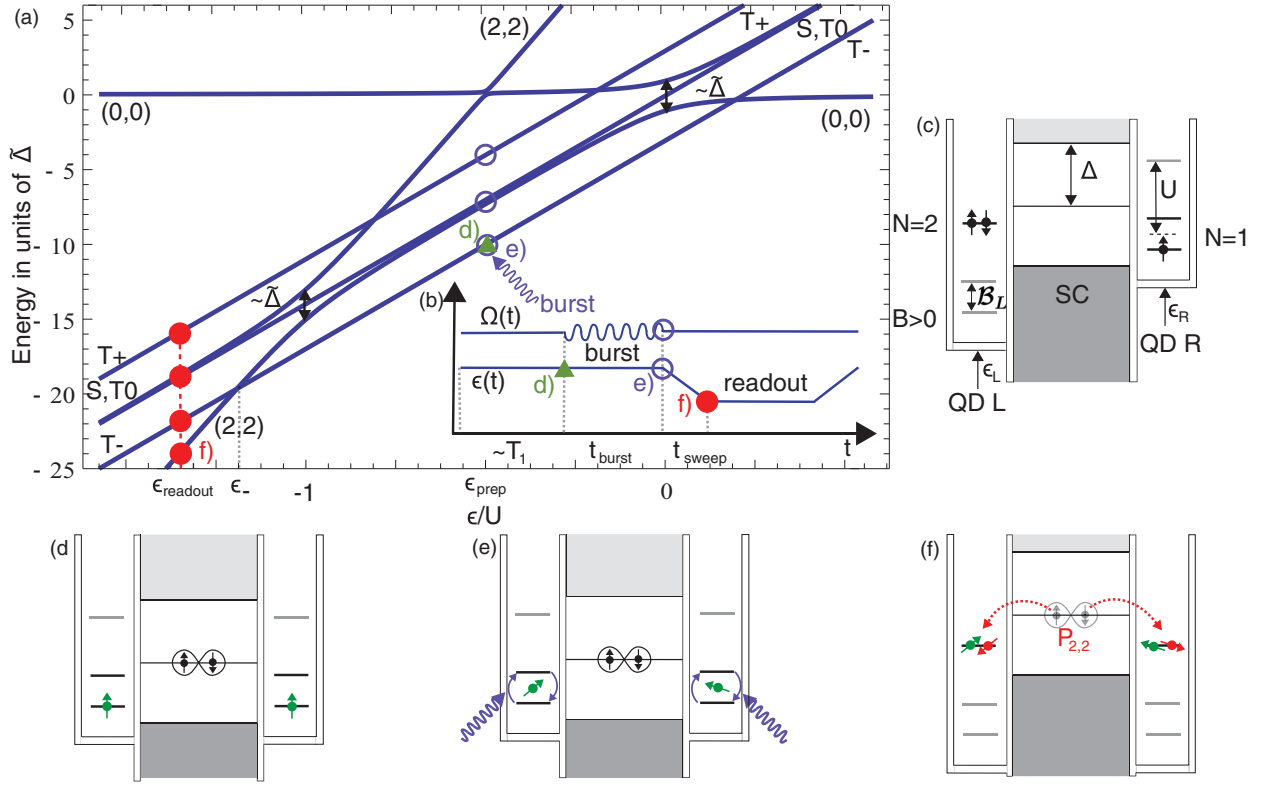 (a)
5
0
- 5
- 10
- 15
- 20
- 25
Energy in units of Δ̃
(2,2)
T+
S,T0
T-
(0,0)
~Δ̃
(0,0)
d)
e)
burst
~Δ̃
T+
S,T0
T-
(2,2)
f)
ϵreadout
ϵ-
-1
ϵprep
0
ϵ/U
(b)
Ω(t)
burst
ϵ(t)
d)
e)
f)
readout
~T1
tburst
tsweep
t
(c)
Δ
U
N=2
N=1
ℬL
B>0
SC
ϵR
QD R
ϵL
QD L
(d
(e)
(f)
P2,2